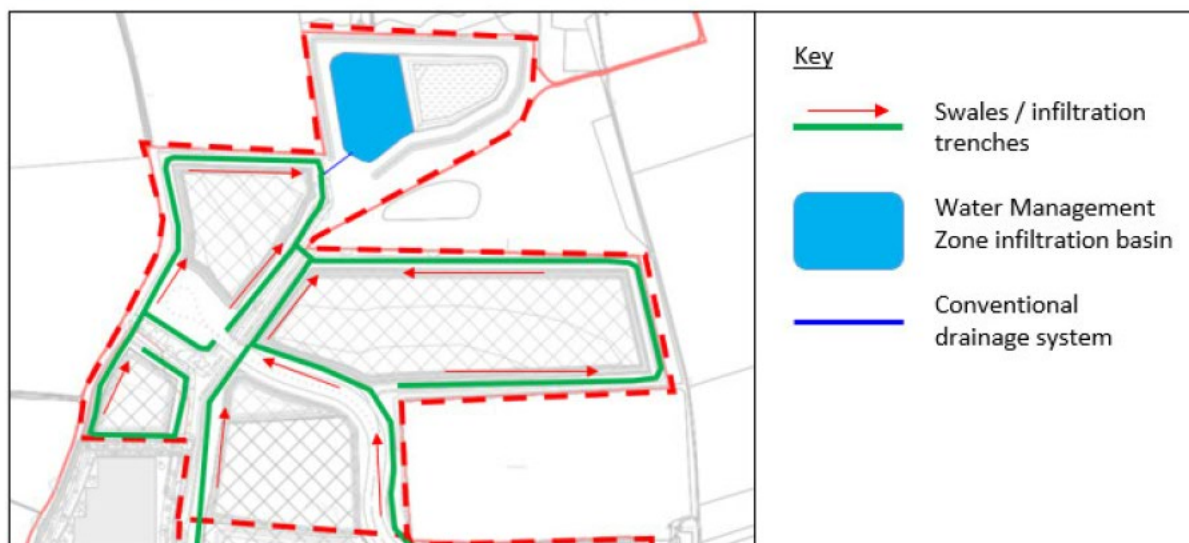 Key
Swales / infiltration
trenches
Water Management
Zone infiltration basin
Conventional
drainage system